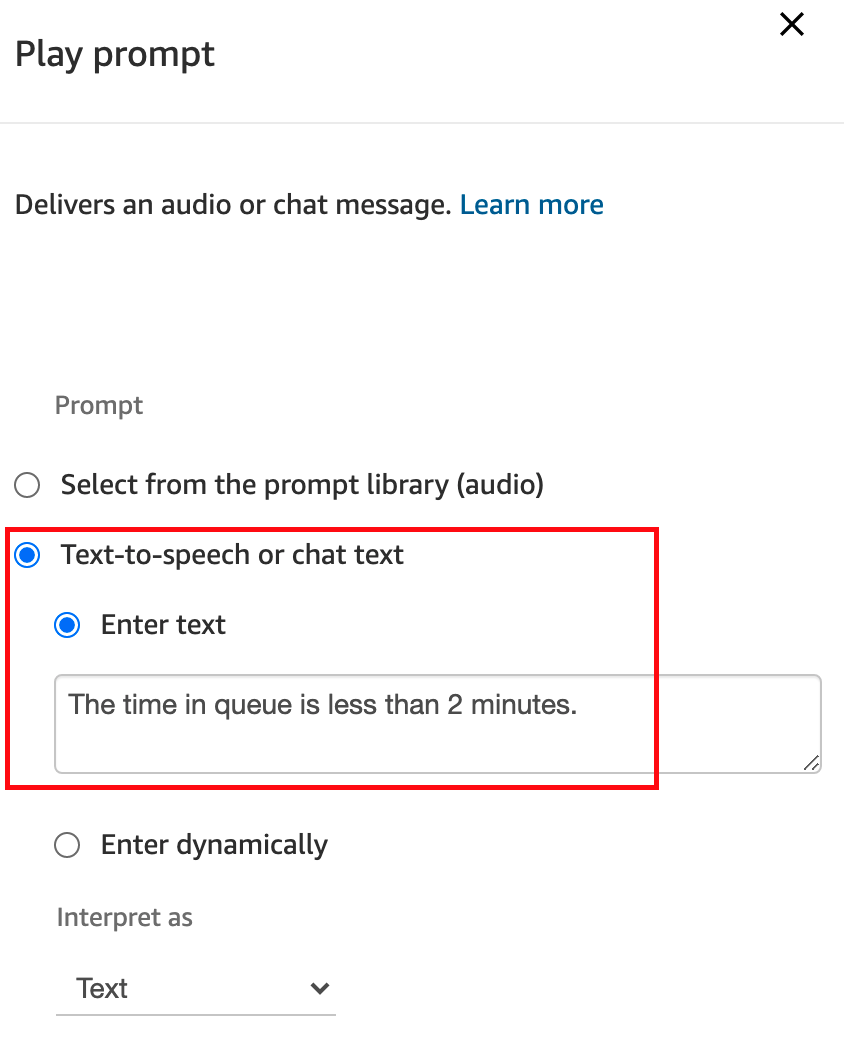 Play prompt
Delivers an audio or chat message. Learn more
Prompt
Select from the prompt library (audio)
Text-to-speech or chat text
Enter text
The time in queue is less than 2 minutes.
Enter dynamically
Interpret as
Text